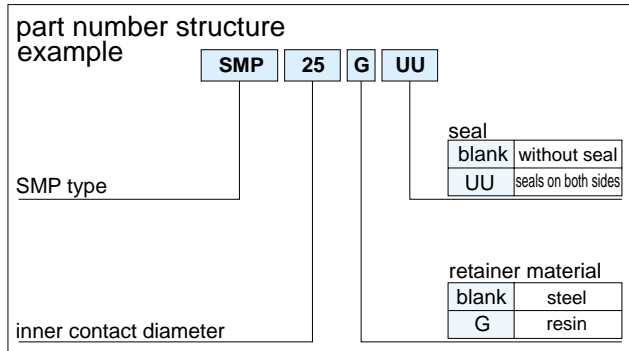 part number structure
example
SMP 25 G UU
seal
blank without seal
UU seals on both sides
SMP type
retainer material
blank steel
G resin
inner contact diameter